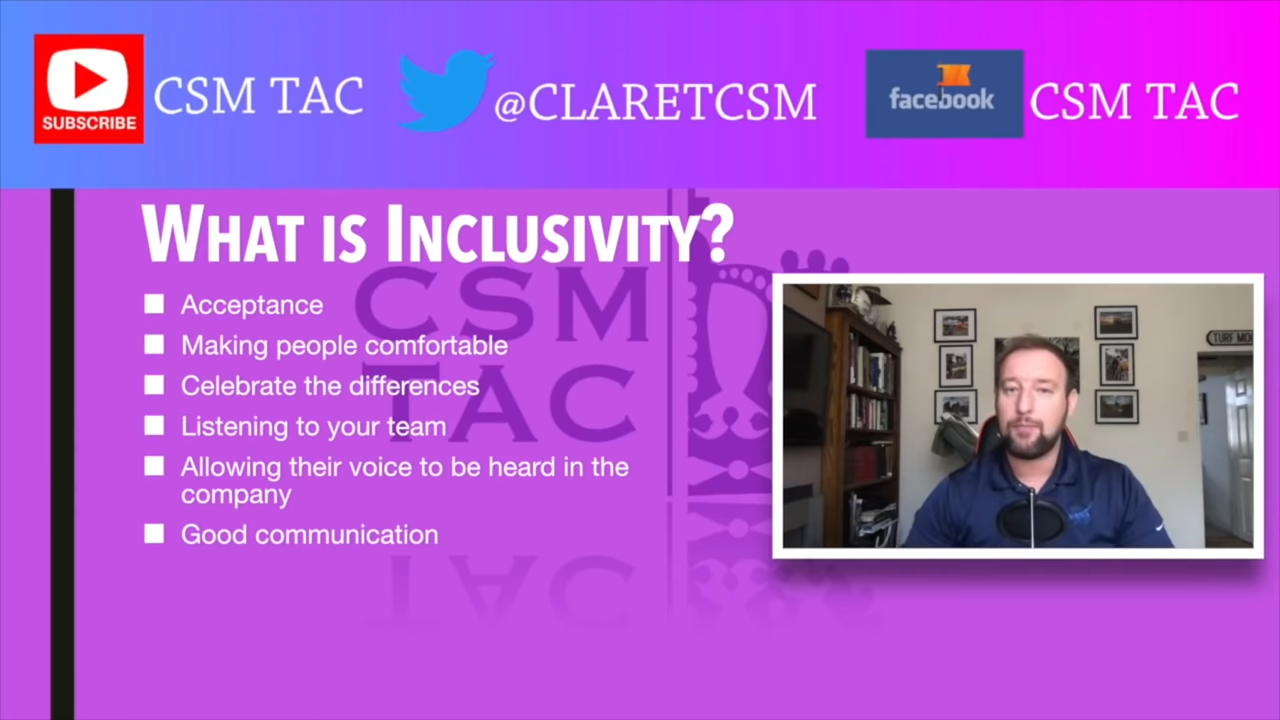 SUBSCRIBE
CSM TAC
@CLARETCSM
facebook
CSM TAC
WHAT IS INCLUSIVITY?
CSM
TAC
Acceptance
Making people comfortable
Celebrate the differences
Listening to your team
Allowing their voice to be heard in the
company
Good communication